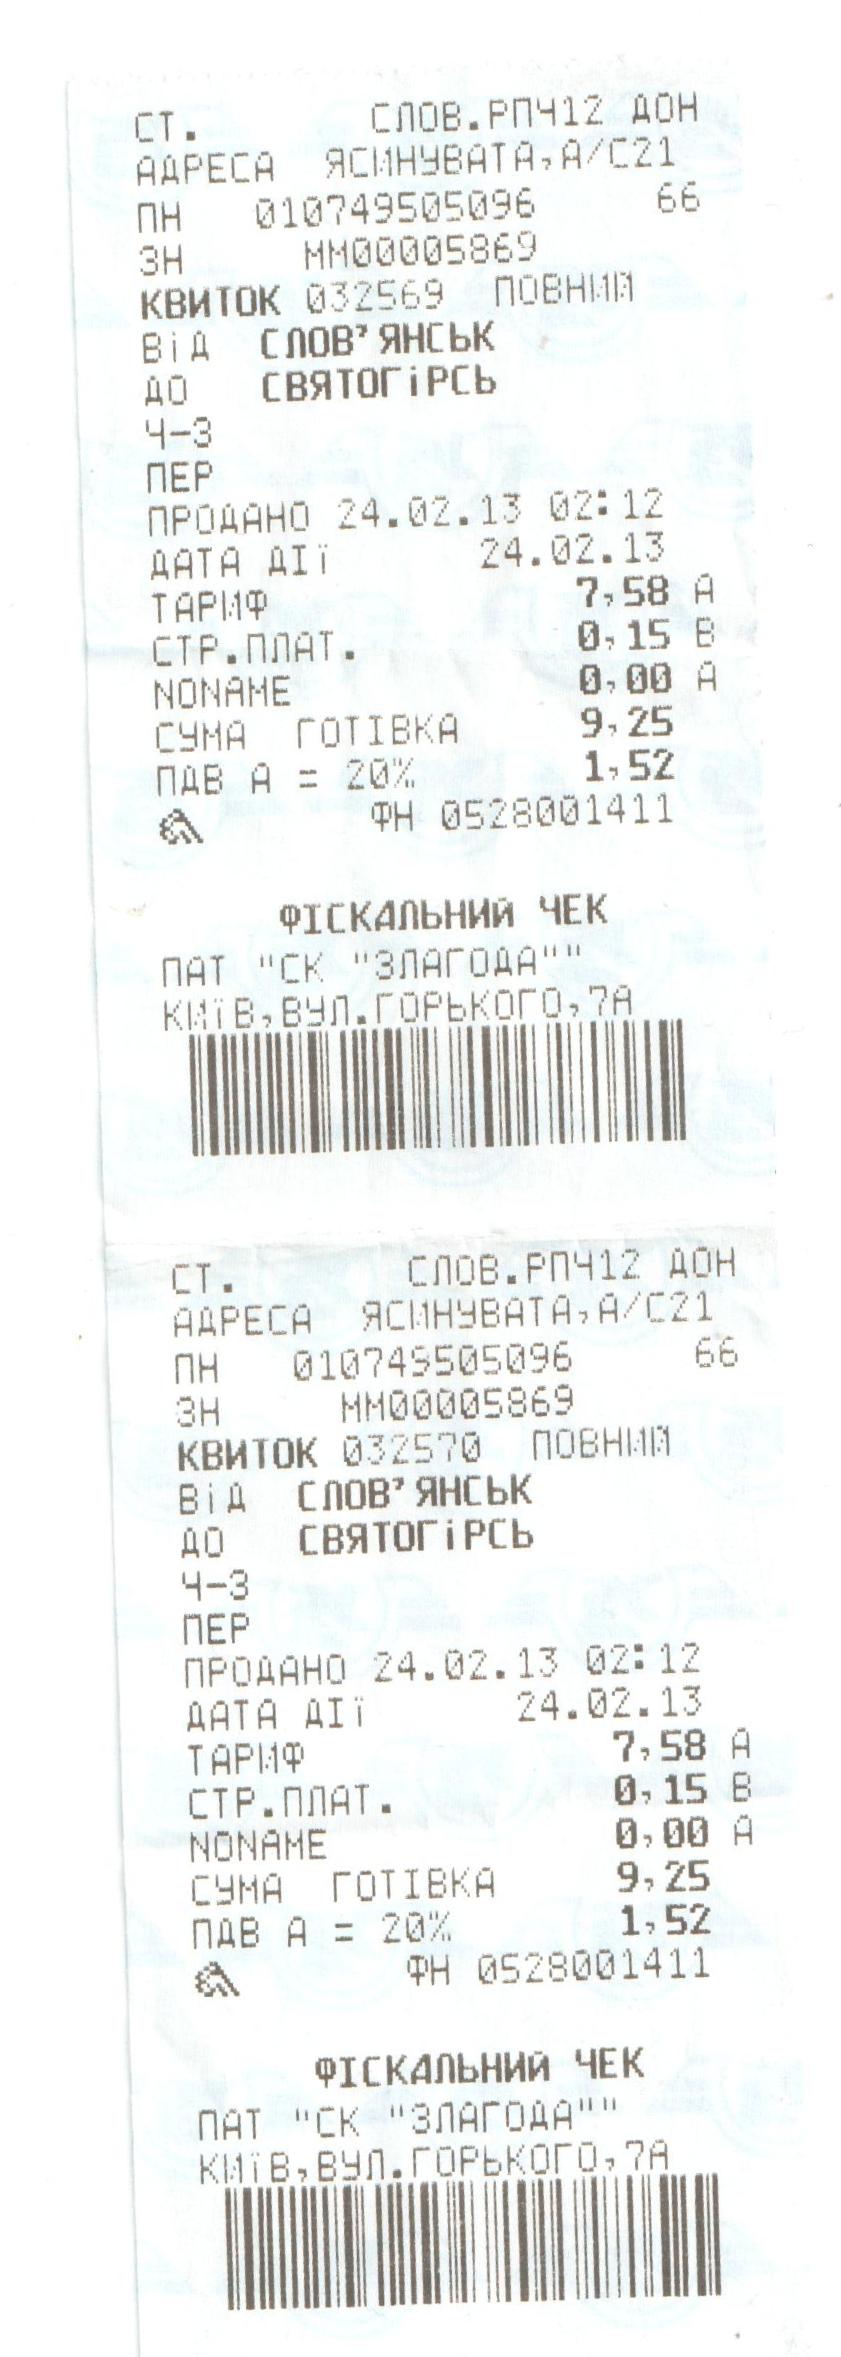 СТ. СЛОВ.РПЧ12 ДОН
АДРЕСА ЯСИНУВАТА,А/С21
ПН 010749505096 66
ЗН ММ00005869
КВИТОК 032569 ПОВНИЙ
ВіД СЛОВ'ЯНСЬК
ДО СВЯТОГіРСЬ
Ч-З
ПЕР
ПРОДАНО 24.02.13 02:12
ДАТА ДІї 24.02.13
ТАРИФ 7,58 А
СТР.ПЛАТ. 0,15 В
NONAME 0,00 А
СУМА ГОТІВКА 9,25
ПДВ А = 20% 1,52
ФН 0528001411
ФІСКАЛЬНИЙ ЧЕК
ПАТ "СК "ЗЛАГОДА""
КИЇВ,ВУЛ.ГОРЬКОГО,7А
СТ. СЛОВ.РПЧ12 ДОН
АДРЕСА ЯСИНУВАТА,А/С21
ПН 010749505096 66
ЗН ММ00005869
КВИТОК 032570 ПОВНИЙ
ВіД СЛОВ'ЯНСЬК
ДО СВЯТОГіРСЬ
Ч-З
ПЕР
ПРОДАНО 24.02.13 02:12
ДАТА ДІї 24.02.13
ТАРИФ 7,58 А
СТР.ПЛАТ. 0,15 В
NONAME 0,00 А
СУМА ГОТІВКА 9,25
ПДВ А = 20% 1,52
ФН 0528001411
ФІСКАЛЬНИЙ ЧЕК
ПАТ "СК "ЗЛАГОДА""
КИЇВ,ВУЛ.ГОРЬКОГО,7А